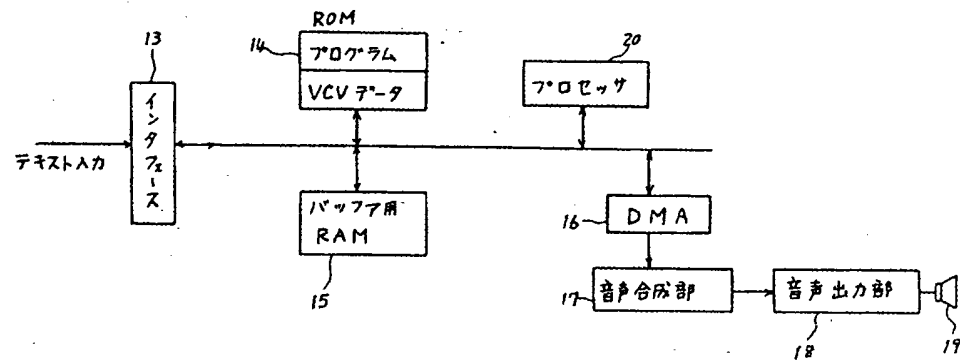 ROM
13
14
プログラム
VCVデータ
20
プロセッサ
インタフェース
テキスト入力
バッファ用
RAM
15
16
DMA
17
音声合成部
音声出力部
18
19